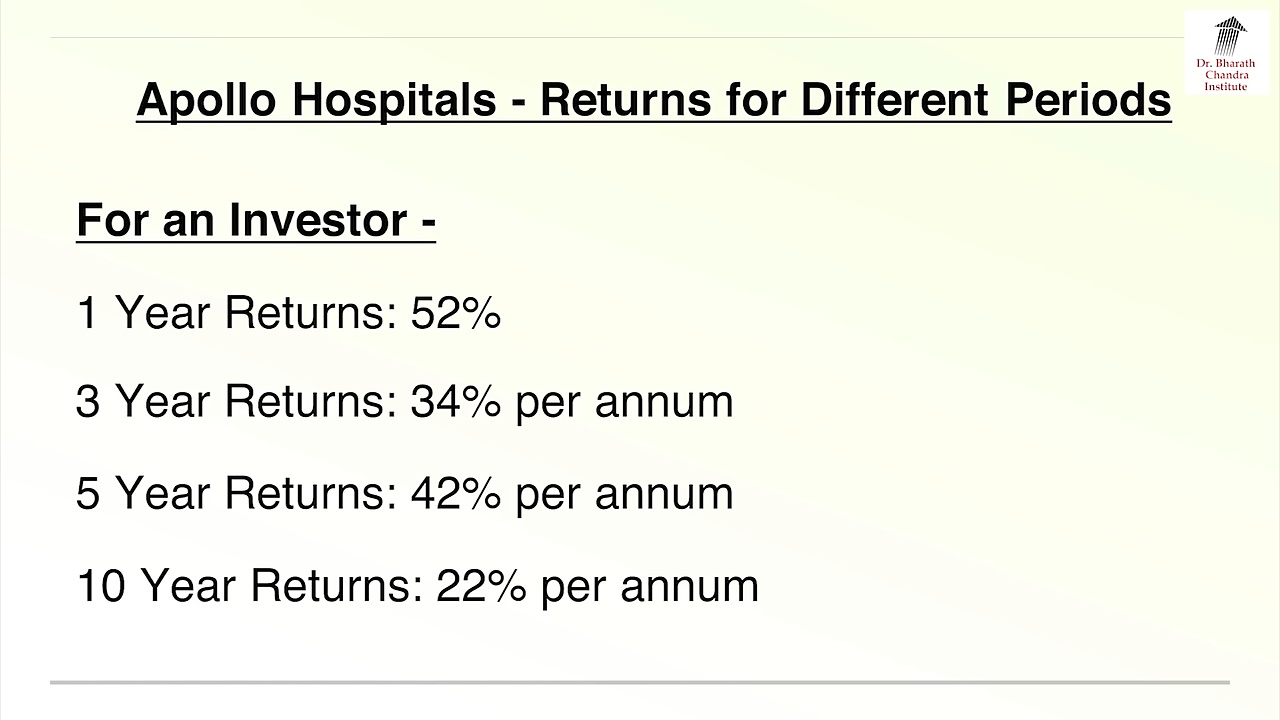 Dr. Bharath
Chandra
Institute
Apollo Hospitals - Returns for Different Periods
For an Investor -
1 Year Returns: 52%
3 Year Returns: 34% per annum
5 Year Returns: 42% per annum
10 Year Returns: 22% per annum